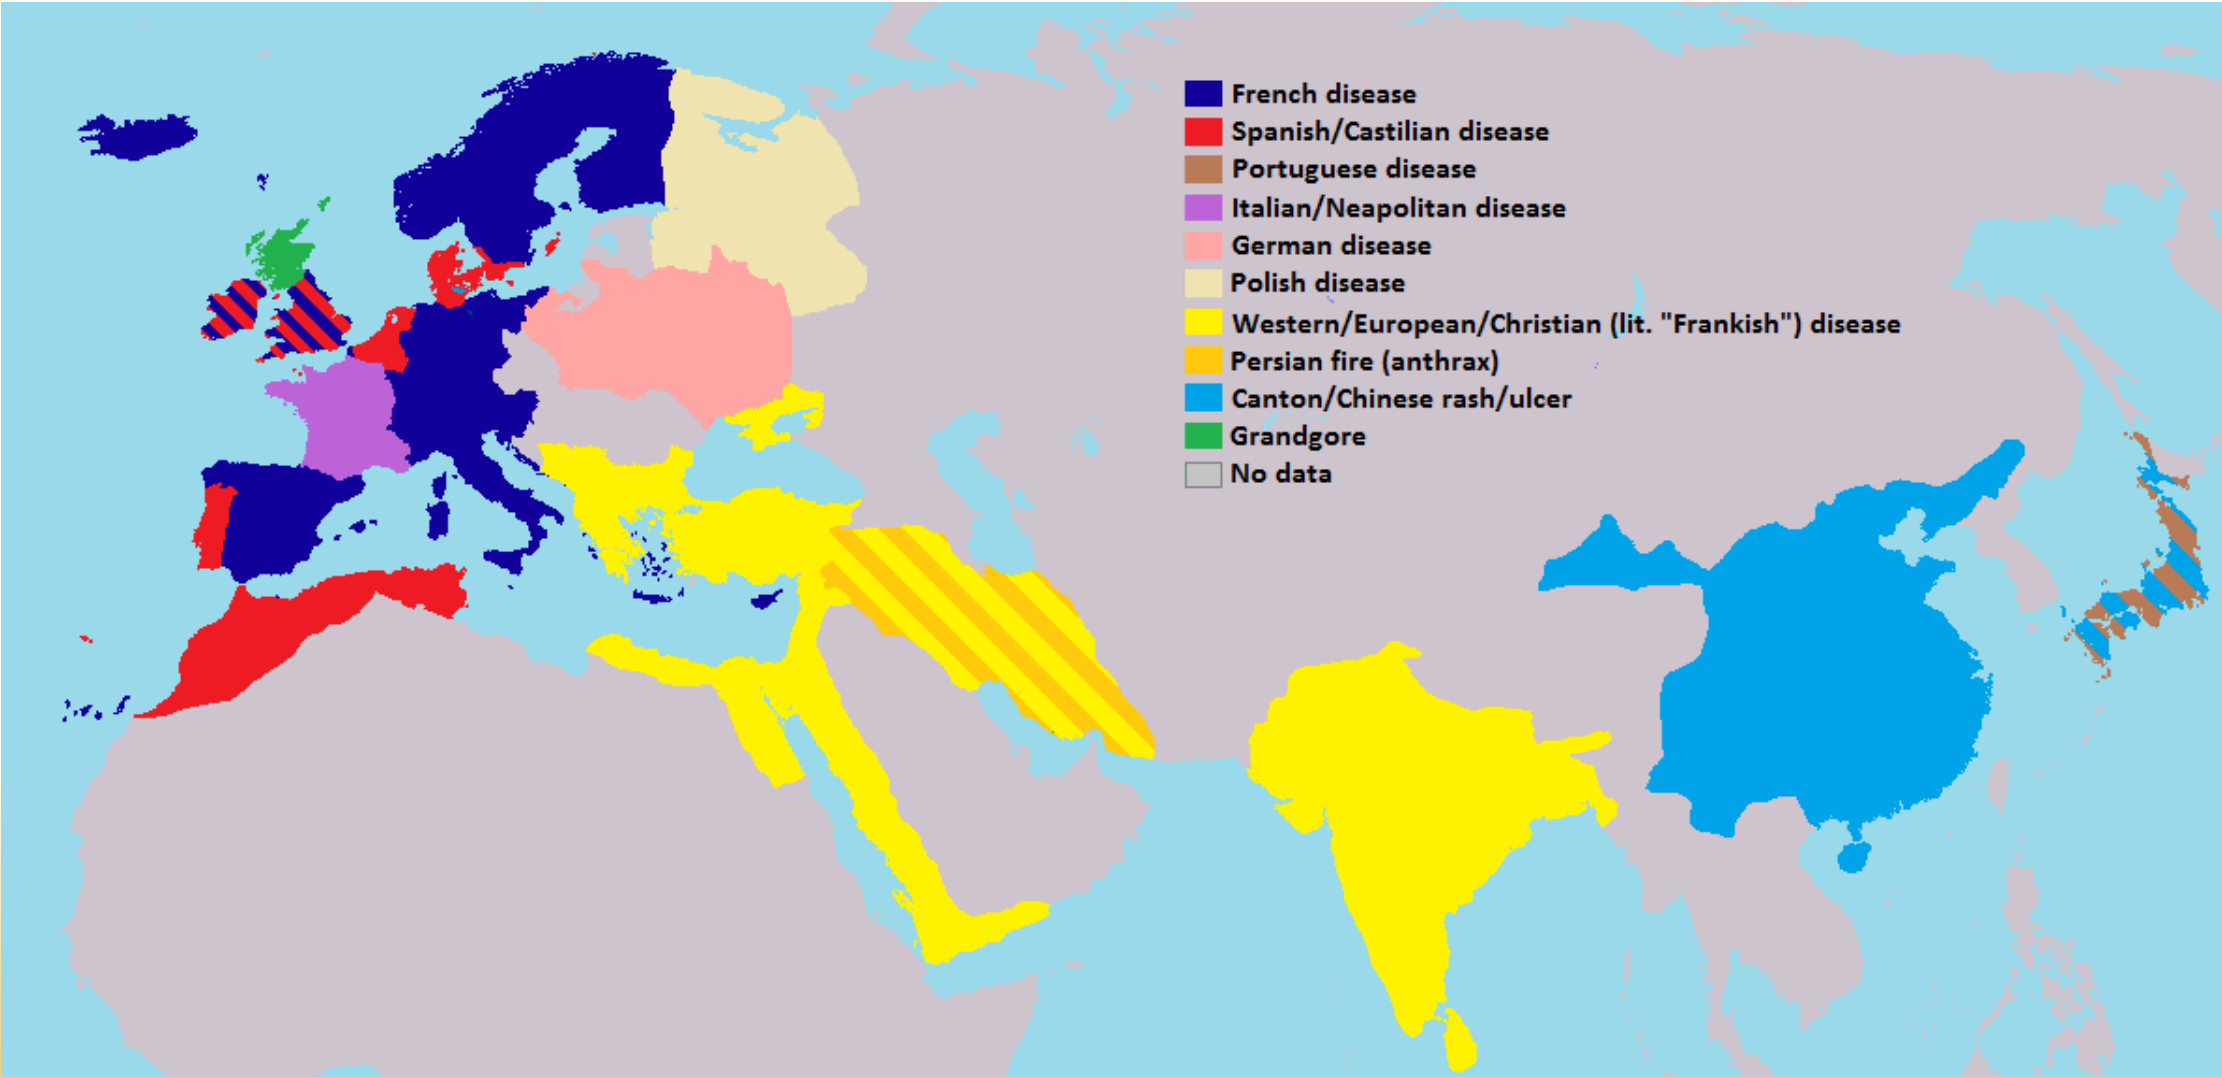 French disease
Spanish/Castilian disease
Portuguese disease
Italian/Neapolitan disease
German disease
Polish disease
Western/European/Christian (lit. "Frankish") disease
Persian fire (anthrax)
Canton/Chinese rash/ulcer
Grandgore
No data